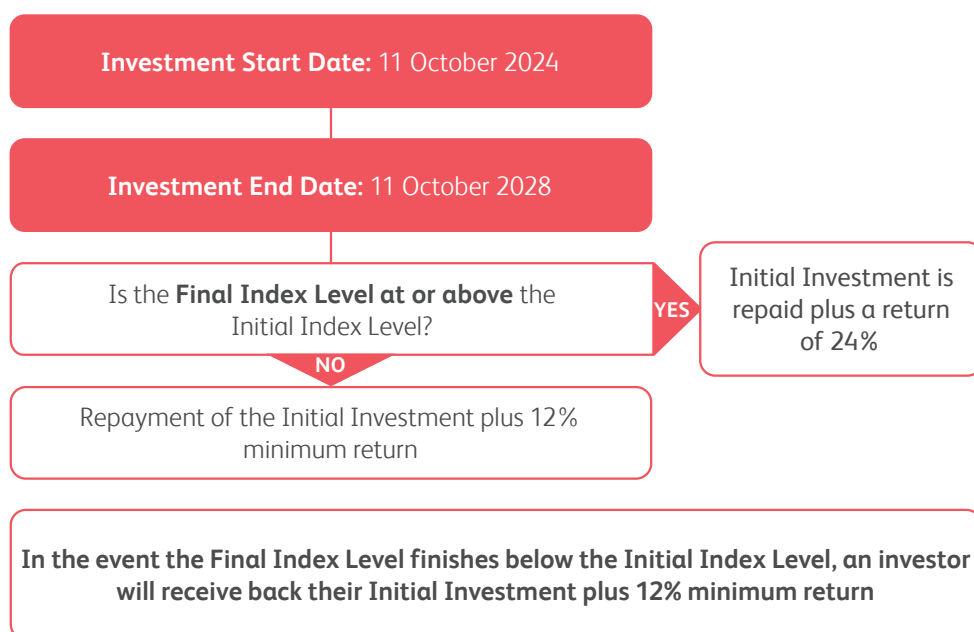 Investment Start Date: 11 October 2024
Investment End Date: 11 October 2028
Is the Final Index Level at or above the
Initial Index Level?
YES
Initial Investment is
repaid plus a return
of 24%
NO
Repayment of the Initial Investment plus 12%
minimum return
In the event the Final Index Level finishes below the Initial Index Level, an investor
will receive back their Initial Investment plus 12% minimum return